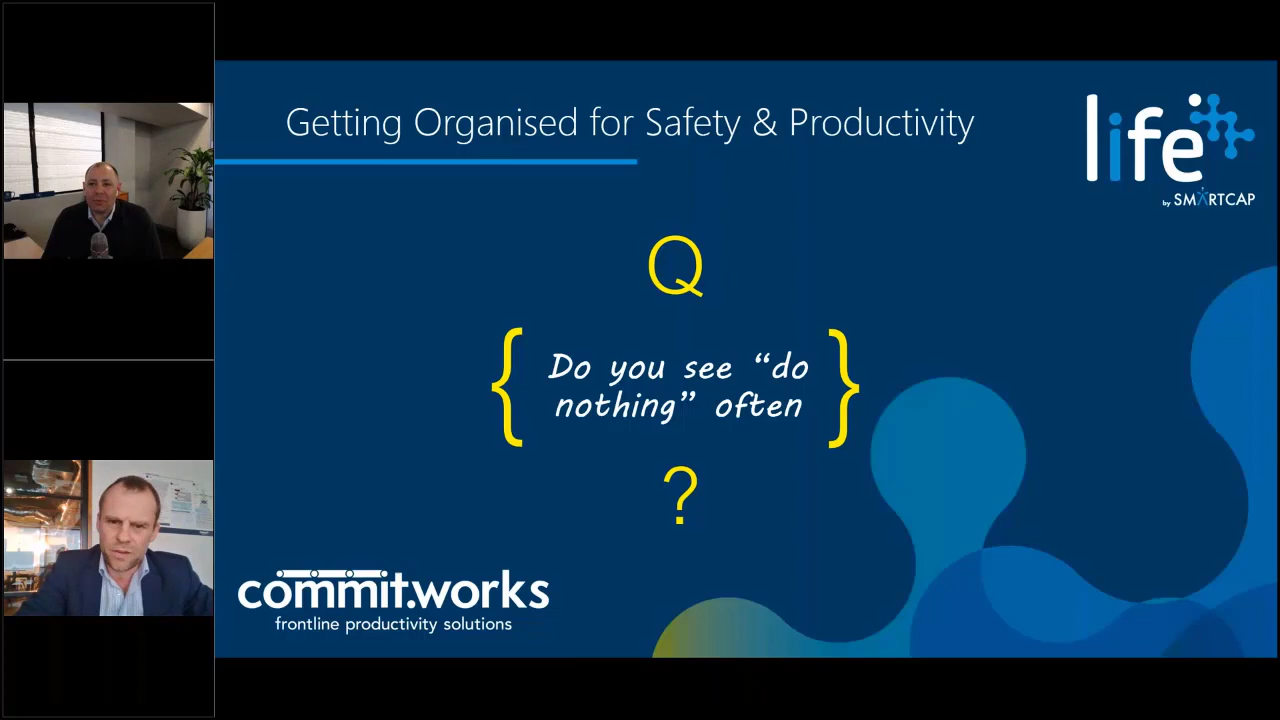 Getting Organised for Safety & Productivity
life
by SMARTCAP
Q
{ Do you see “do
nothing” often }
?
commit.works
frontline productivity solutions